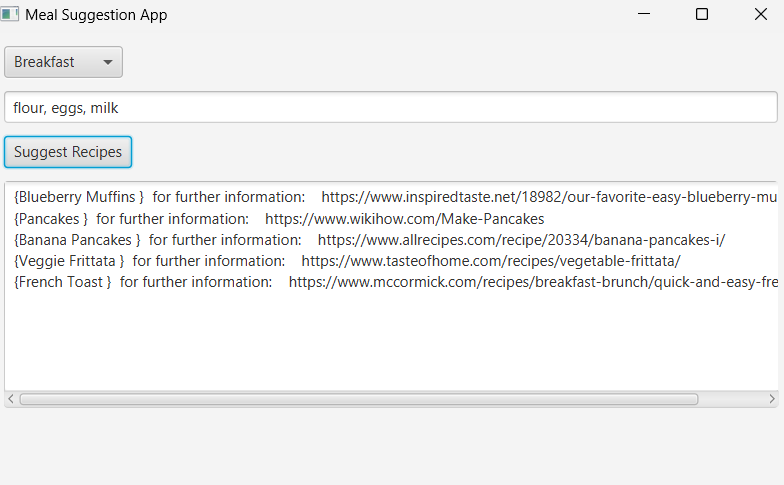 Meal Suggestion App
Breakfast
flour, eggs, milk
Suggest Recipes
{Blueberry Muffins }  for further information:    https://www.inspiredtaste.net/18982/our-favorite-easy-blueberry-mu
{Pancakes }  for further information:    https://www.wikihow.com/Make-Pancakes
{Banana Pancakes }  for further information:    https://www.allrecipes.com/recipe/20334/banana-pancakes-i/
{Veggie Frittata }  for further information:    https://www.tasteofhome.com/recipes/vegetable-frittata/
{French Toast }  for further information:    https://www.mccormick.com/recipes/breakfast-brunch/quick-and-easy-fre